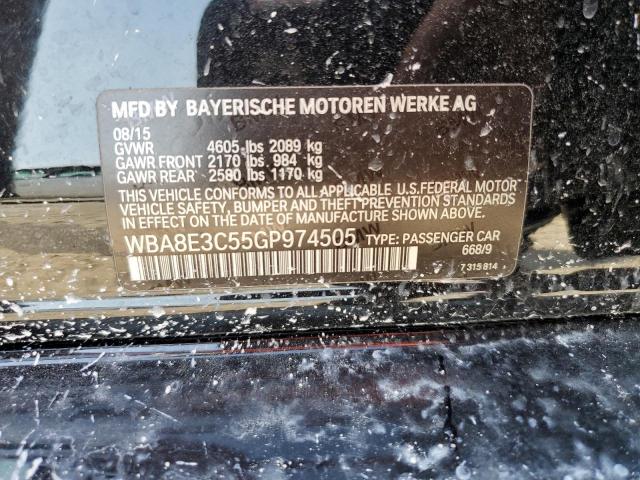 MFD BY BAYERISCHE MOTOREN WERKE AG
08/15
GVWR 4605 lbs 2089 kg
GAWR FRONT 2170 lbs 984 kg
GAWR REAR 2580 lbs 1170 kg
THIS VEHICLE CONFORMS TO ALL APPLICABLE U.S.FEDERAL MOTOR
VEHICLE SAFETY, BUMPER AND THEFT PREVENTION STANDARDS
IN EFFECT ON THE DATE OF MANUFACTURE SHOWN ABOVE.
WBA8E3C55GP974505 TYPE: PASSENGER CAR
668/9
7315814